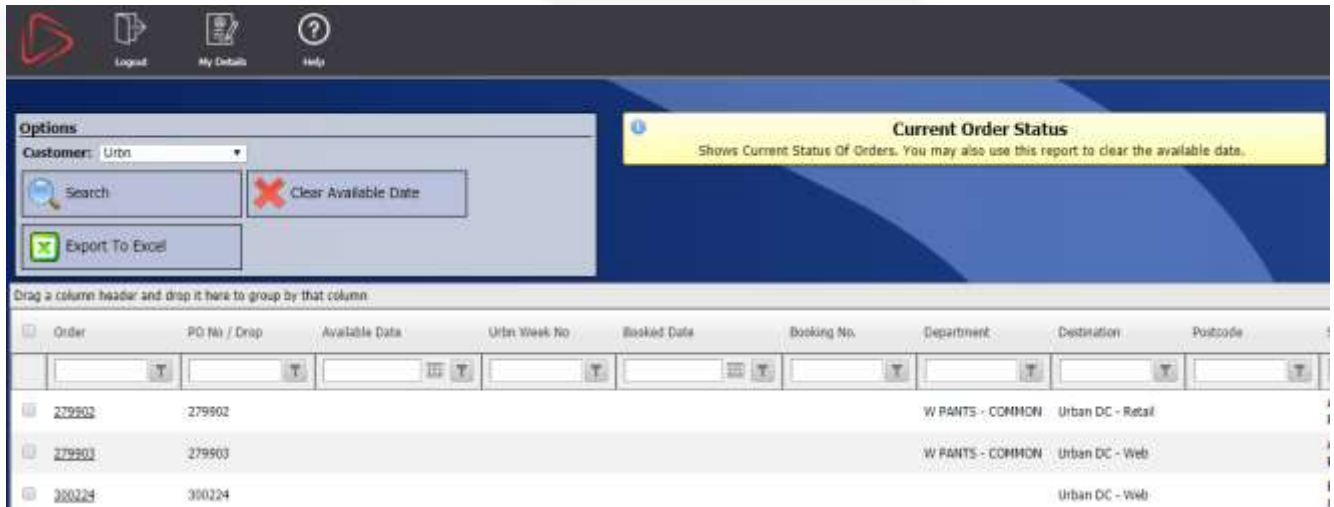 Logout My Details Help
Options
Customer: Urbn
Search Clear Available Date
Export To Excel
Current Order Status
Shows Current Status Of Orders. You may also use this report to clear the available date.
Drag a column header and drop it here to group by that column
Order PO No / Drop Available Date Urbn Week No Booked Date Booking No. Department Destination Postcode
279902 279902 W PANTS - COMMON Urban DC - Retail
279903 279903 W PANTS - COMMON Urban DC - Web
300224 300224 Urban DC - Web